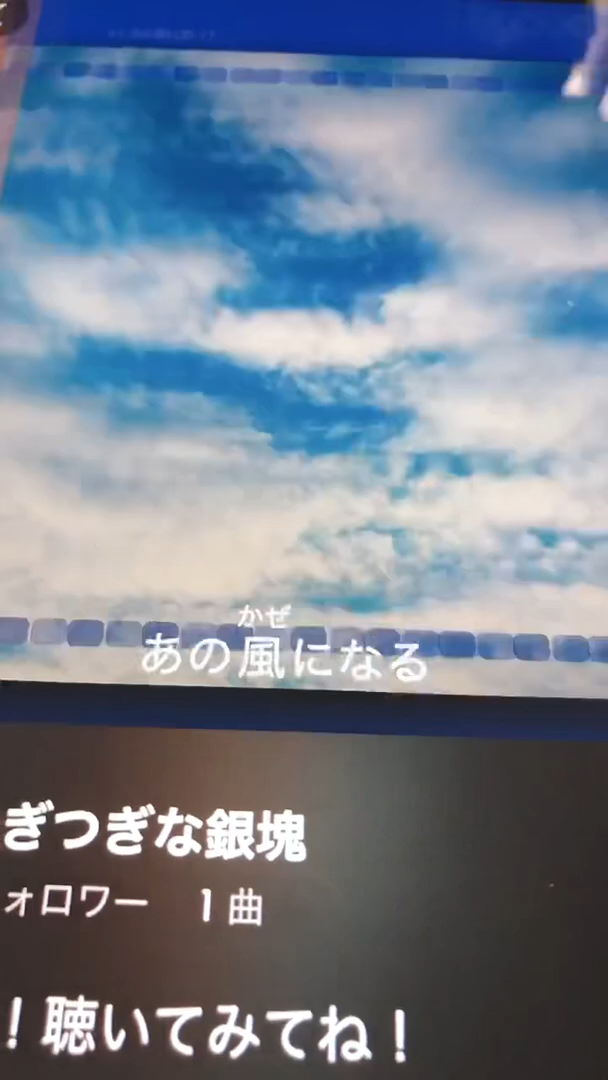 かぜ
あの風になる
ぎつぎな銀塊
ォロワー 1曲
！聴いてみてね！